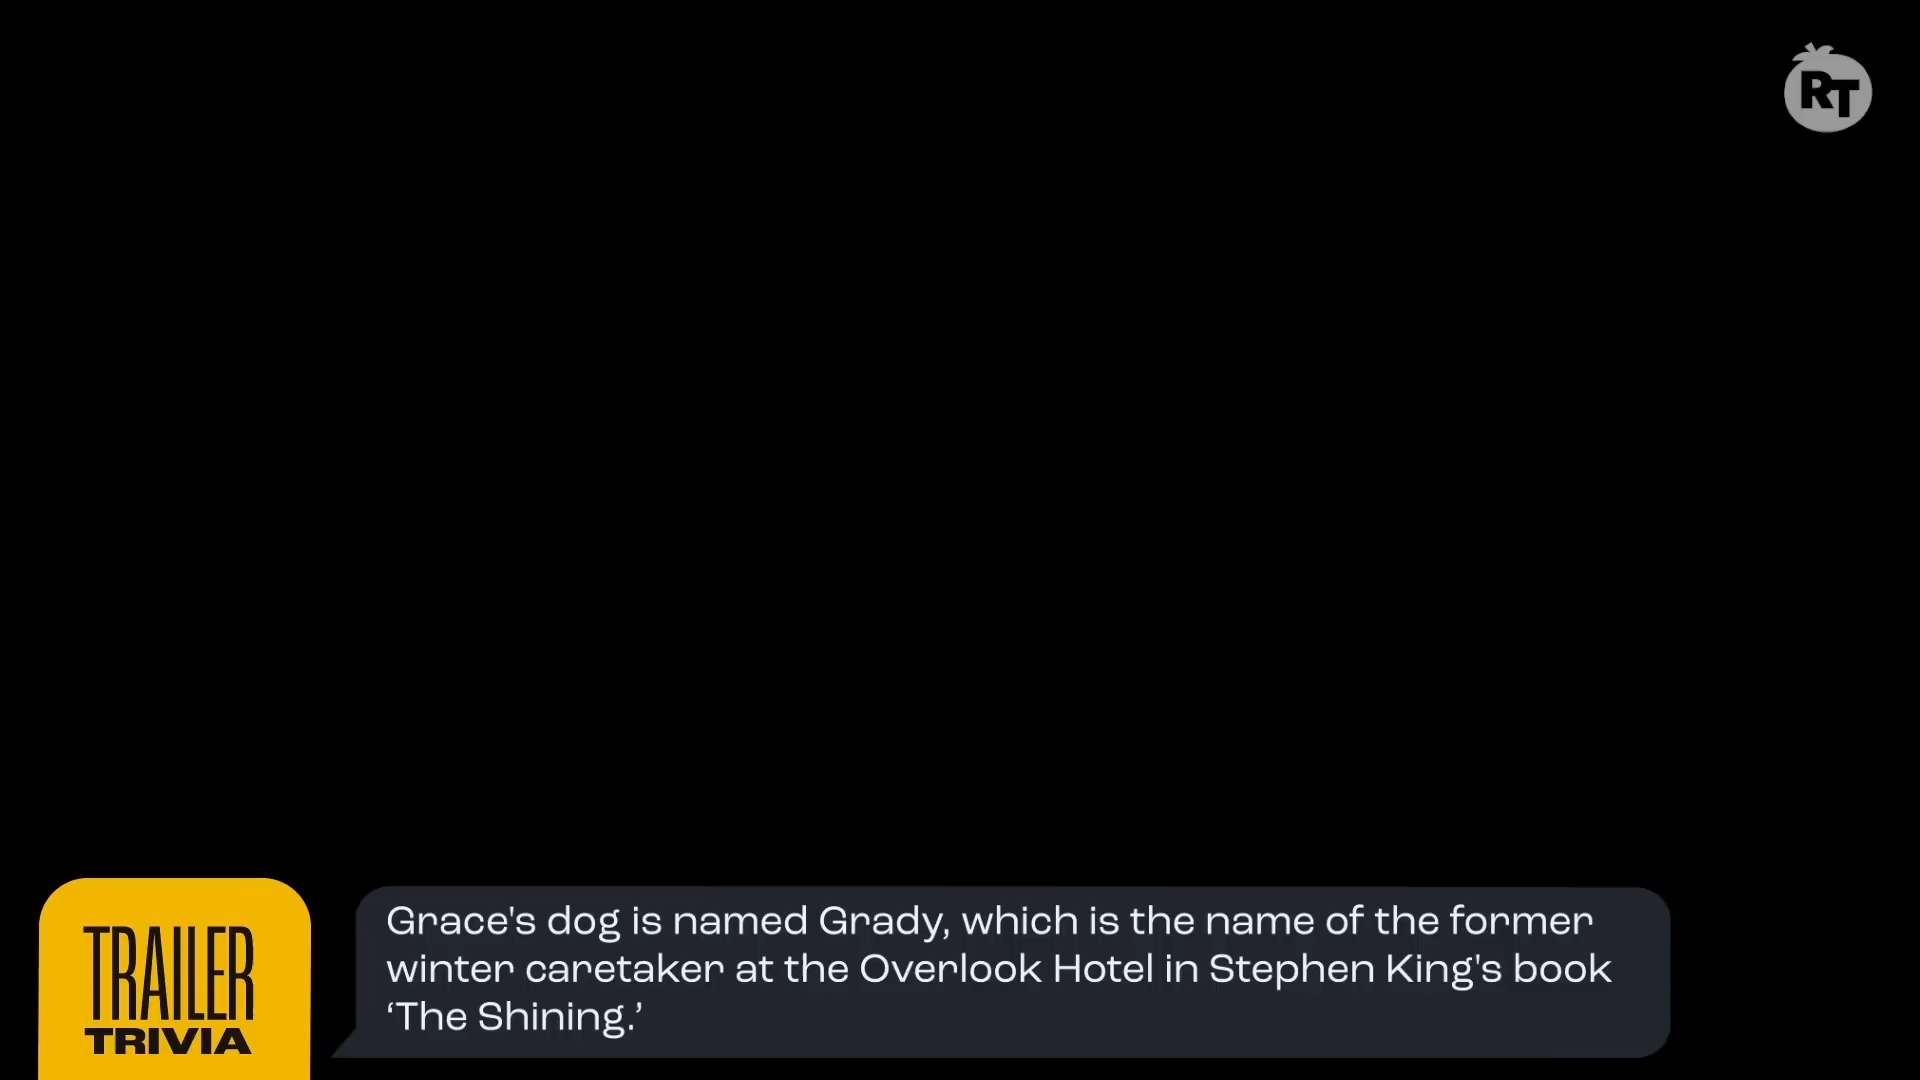 RT
Grace's dog is named Grady, which is the name of the former
winter caretaker at the Overlook Hotel in Stephen King's book
‘The Shining.’
TRAILER
TRIVIA